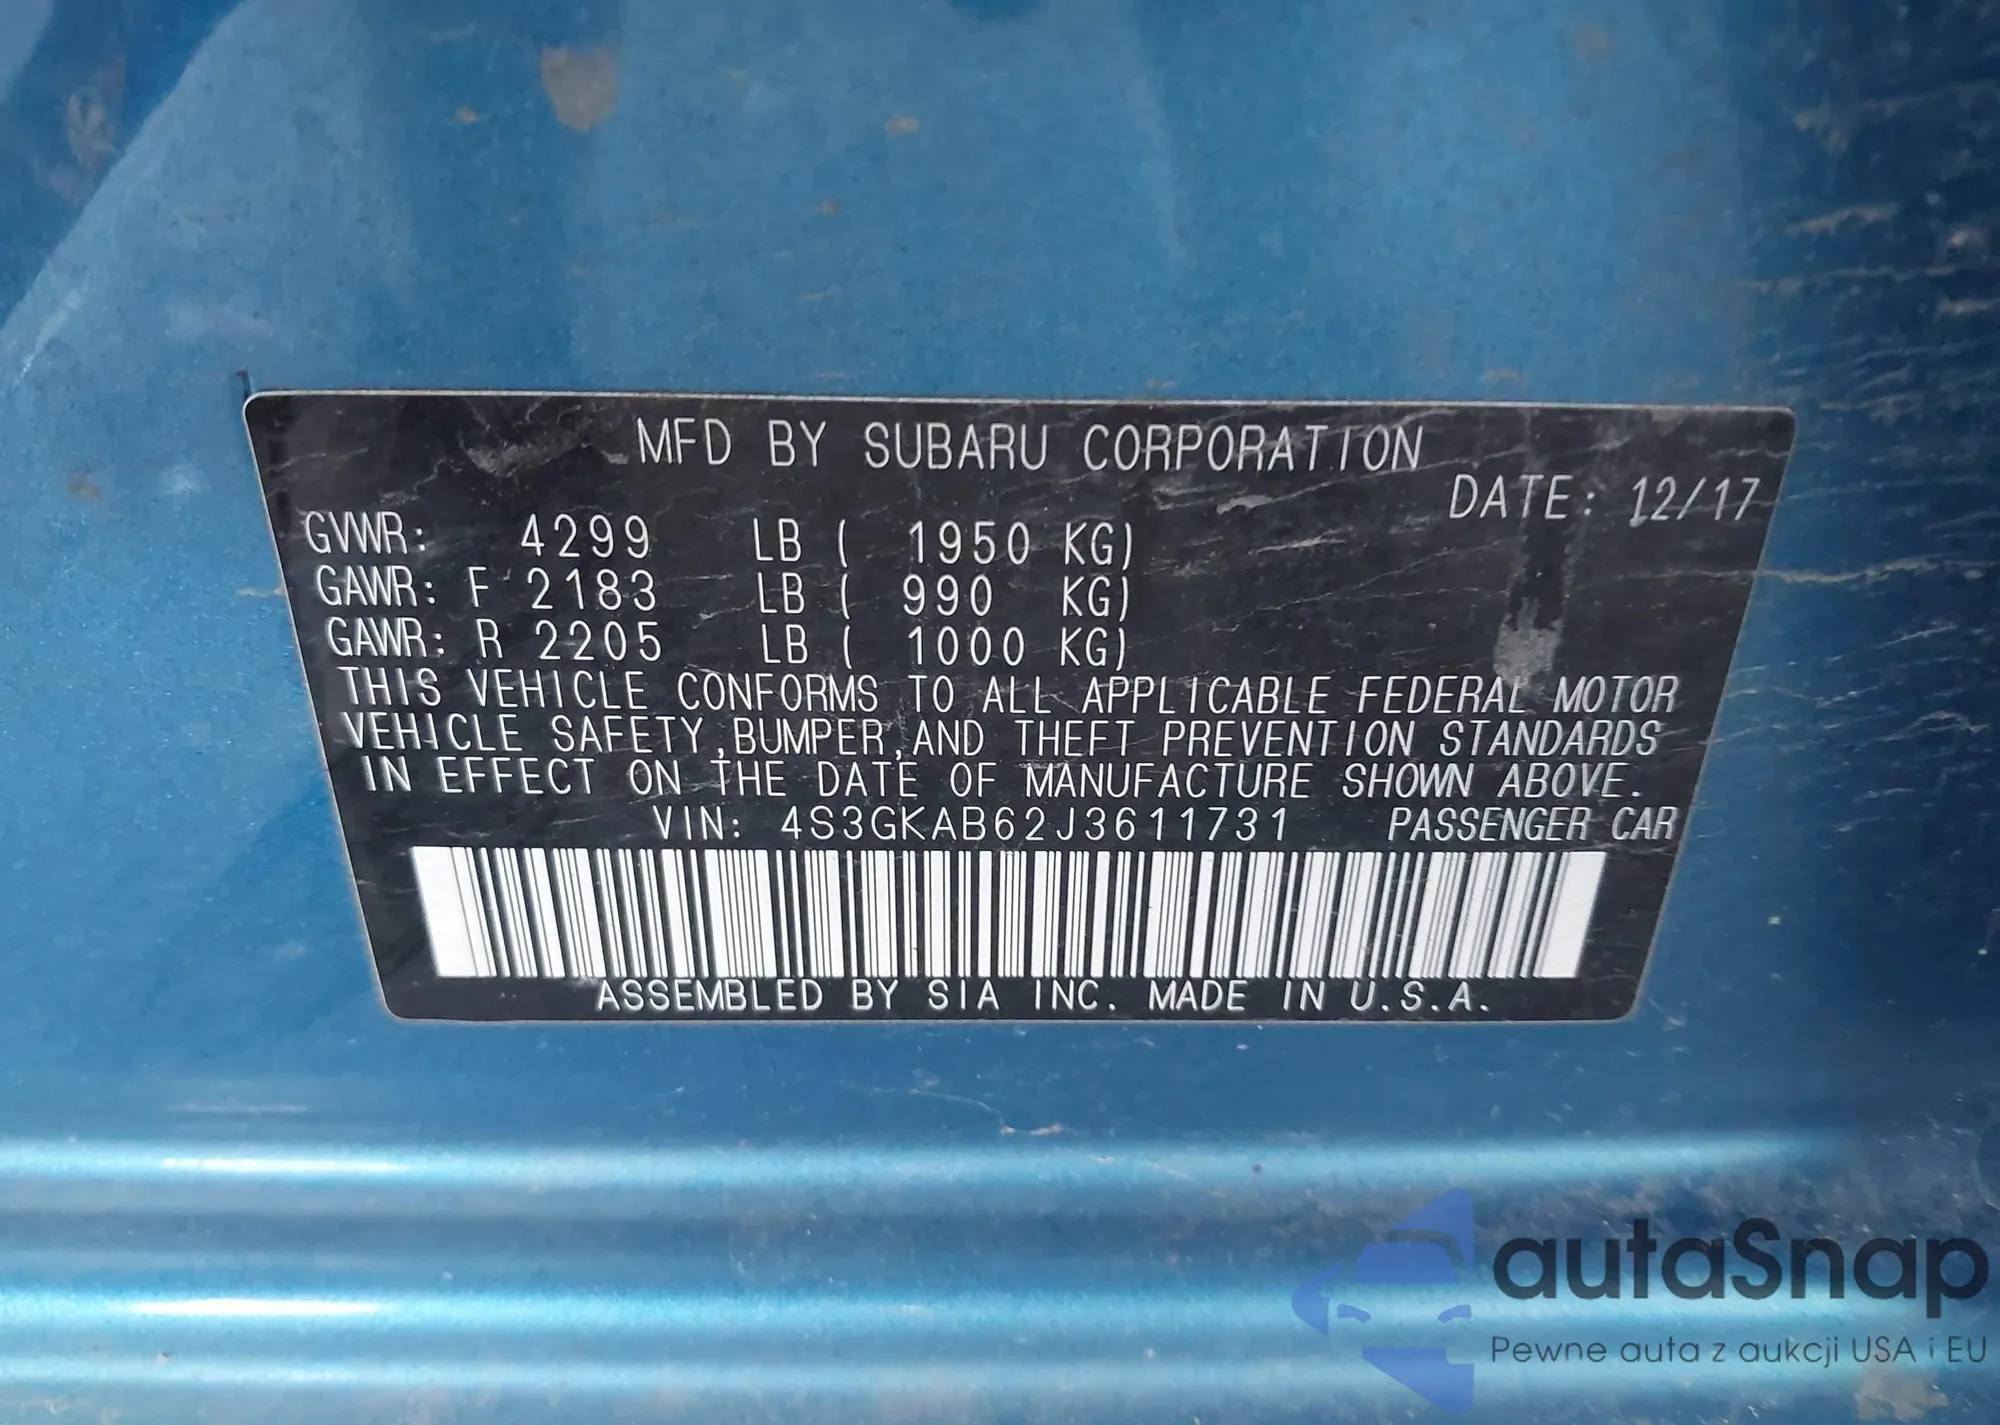 MFD BY SUBARU CORPORATION
DATE: 12/17
GVWR: 4299 LB ( 1950 KG)
GAWR: F 2183 LB ( 990 KG)
GAWR: R 2205 LB ( 1000 KG)
THIS VEHICLE CONFORMS TO ALL APPLICABLE FEDERAL MOTOR
VEHICLE SAFETY,BUMPER,AND THEFT PREVENTION STANDARDS
IN EFFECT ON THE DATE OF MANUFACTURE SHOWN ABOVE.
VIN: 4S3GKAB62J3611731 PASSENGER CAR
ASSEMBLED BY SIA INC. MADE IN U.S.A.
autaSnap
Pewne auta z aukcji USA i EU